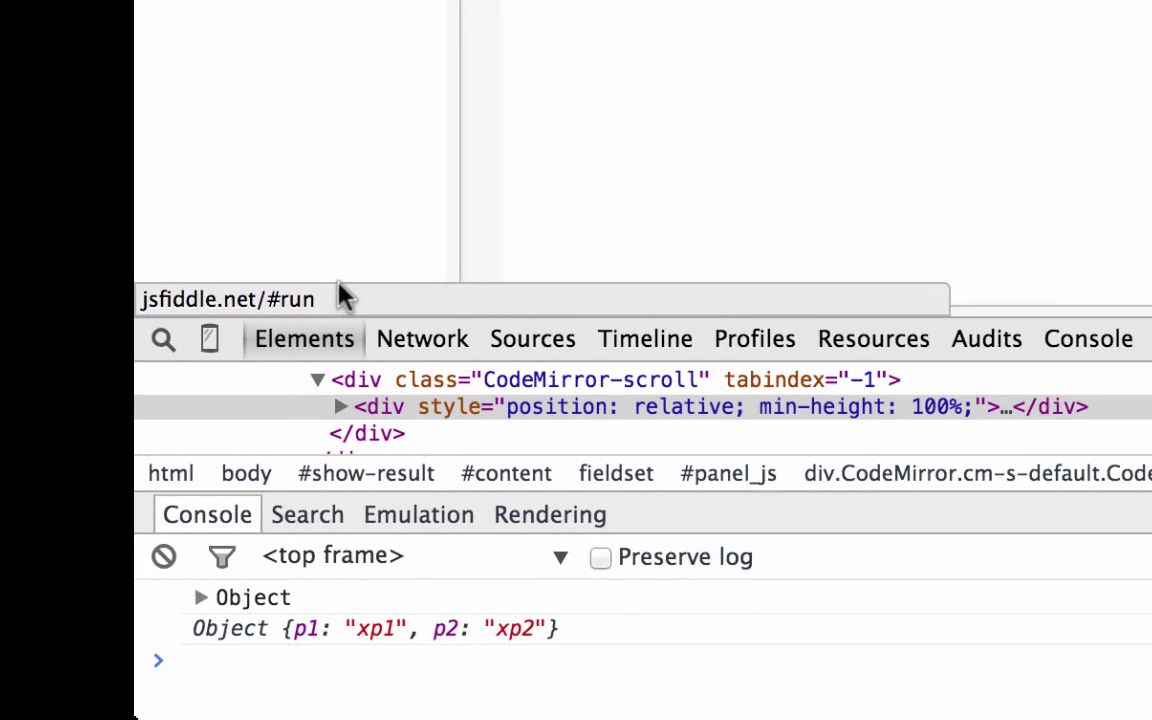 jsfiddle.net/#run
Elements Network Sources Timeline Profiles Resources Audits Console
<div class="CodeMirror-scroll" tabindex="-1">
<div style="position: relative; min-height: 100%;">…</div>
</div>
html body #show-result #content fieldset #panel_js div.CodeMirror.cm-s-default.Code
Console Search Emulation Rendering
<top frame> Preserve log
Object
Object {p1: "xp1", p2: "xp2"}